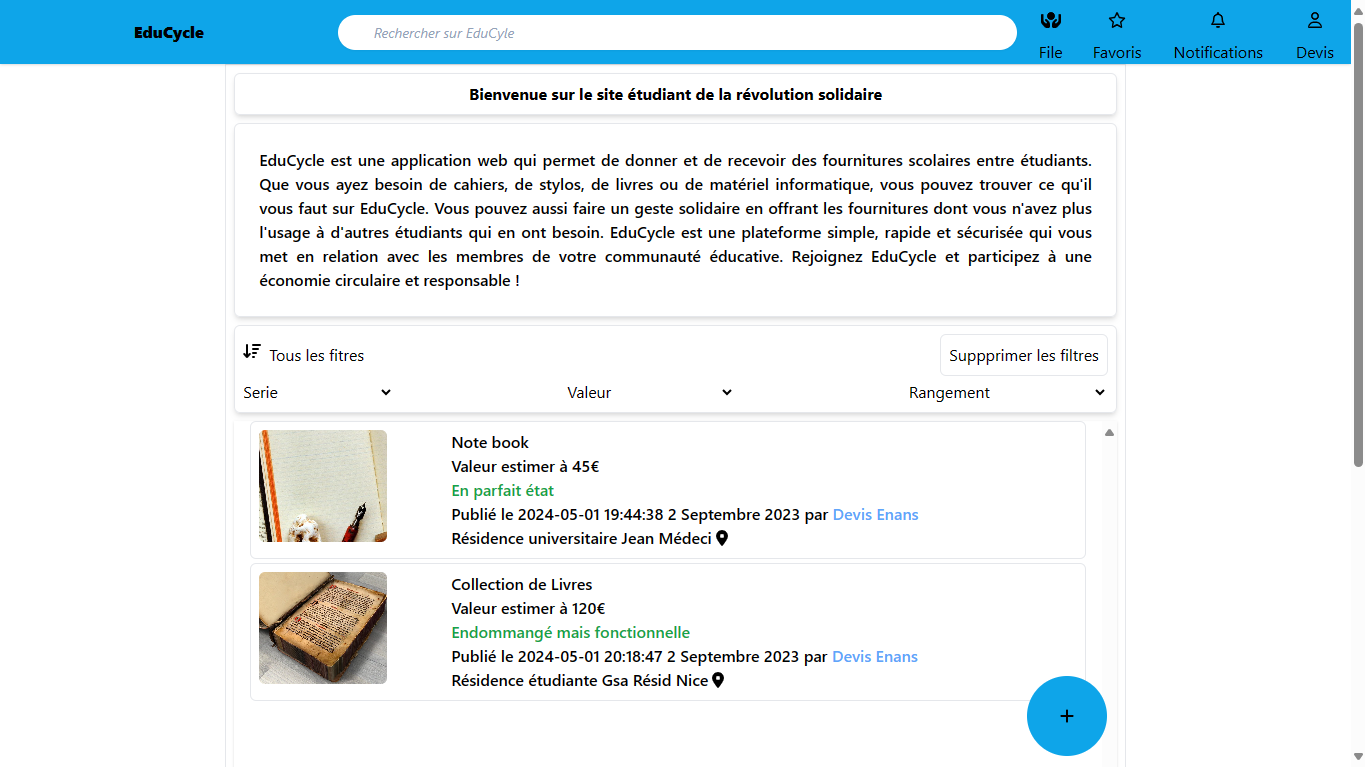 EduCycle
Rechercher sur EduCyle
File
Favoris
Notifications
Devis
Bienvenue sur le site étudiant de la révolution solidaire
EduCycle est une application web qui permet de donner et de recevoir des fournitures scolaires entre étudiants.
Que vous ayez besoin de cahiers, de stylos, de livres ou de matériel informatique, vous pouvez trouver ce qu'il
vous faut sur EduCycle. Vous pouvez aussi faire un geste solidaire en offrant les fournitures dont vous n'avez plus
l'usage à d'autres étudiants qui en ont besoin. EduCycle est une plateforme simple, rapide et sécurisée qui vous
met en relation avec les membres de votre communauté éducative. Rejoignez EduCycle et participez à une
économie circulaire et responsable !
Tous les fitres
Suppprimer les filtres
Serie
Valeur
Rangement
Note book
Valeur estimer à 45€
En parfait état
Publié le 2024-05-01 19:44:38 2 Septembre 2023 par Devis Enans
Résidence universitaire Jean Médeci
Collection de Livres
Valeur estimer à 120€
Endommangé mais fonctionnelle
Publié le 2024-05-01 20:18:47 2 Septembre 2023 par Devis Enans
Résidence étudiante Gsa Résid Nice
+